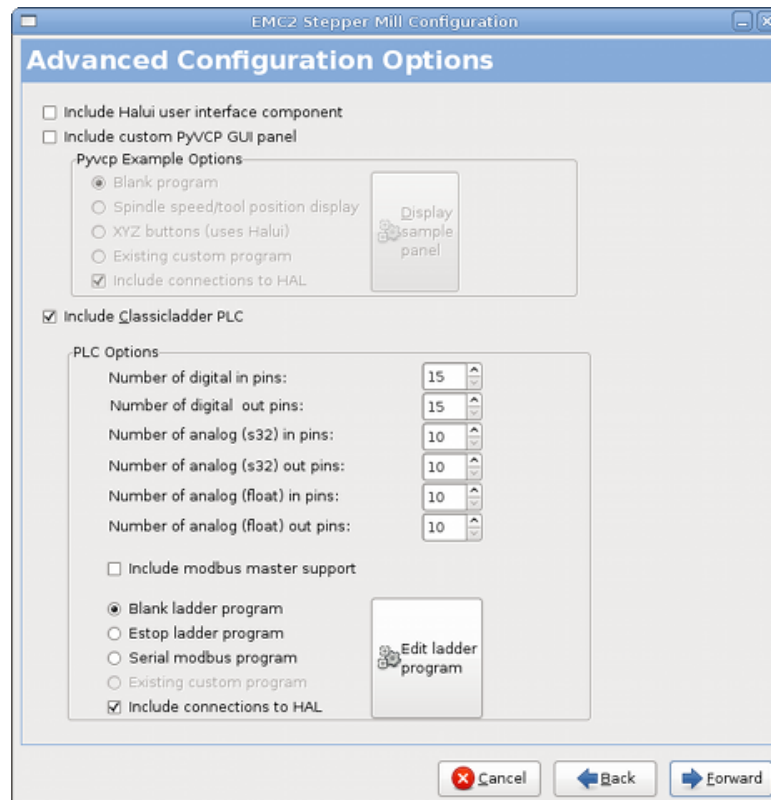 EMC2 Stepper Mill Configuration
Advanced Configuration Options
Include Halui user interface component
Include custom PyVCP GUI panel
Pyvcp Example Options
Blank program
Spindle speed/tool position display
XYZ buttons (uses Halui)
Existing custom program
Include connections to HAL
Display
sample
panel
Include Classicladder PLC
PLC Options
Number of digital in pins: 15
Number of digital out pins: 15
Number of analog (s32) in pins: 10
Number of analog (s32) out pins: 10
Number of analog (float) in pins: 10
Number of analog (float) out pins: 10
Include modbus master support
Blank ladder program
Estop ladder program
Serial modbus program
Existing custom program
Include connections to HAL
Edit ladder
program
Cancel Back Forward